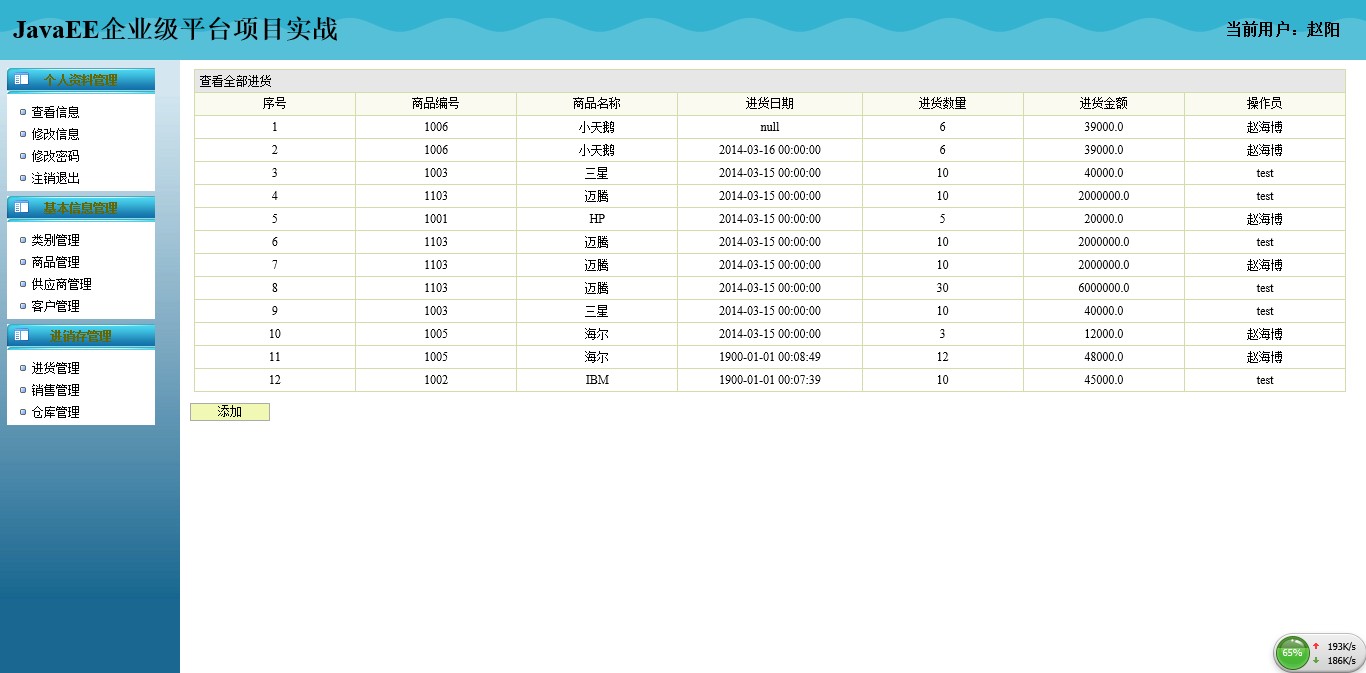 JavaEE企业级平台项目实战
当前用户：赵阳
个人资料管理
查看信息
修改信息
修改密码
注销退出
基本信息管理
类别管理
商品管理
供应商管理
客户管理
进销存管理
进货管理
销售管理
仓库管理
查看全部进货
序号 商品编号 商品名称 进货日期 进货数量 进货金额 操作员
1 1006 小天鹅 null 6 39000.0 赵海博
2 1006 小天鹅 2014-03-16 00:00:00 6 39000.0 赵海博
3 1003 三星 2014-03-15 00:00:00 10 40000.0 test
4 1103 迈腾 2014-03-15 00:00:00 10 2000000.0 test
5 1001 HP 2014-03-15 00:00:00 5 20000.0 赵海博
6 1103 迈腾 2014-03-15 00:00:00 10 2000000.0 test
7 1103 迈腾 2014-03-15 00:00:00 10 2000000.0 赵海博
8 1103 迈腾 2014-03-15 00:00:00 30 6000000.0 test
9 1003 三星 2014-03-15 00:00:00 10 40000.0 test
10 1005 海尔 2014-03-15 00:00:00 3 12000.0 赵海博
11 1005 海尔 1900-01-01 00:08:49 12 48000.0 赵海博
12 1002 IBM 1900-01-01 00:07:39 10 45000.0 test
添加
65%
193K/s
186K/s